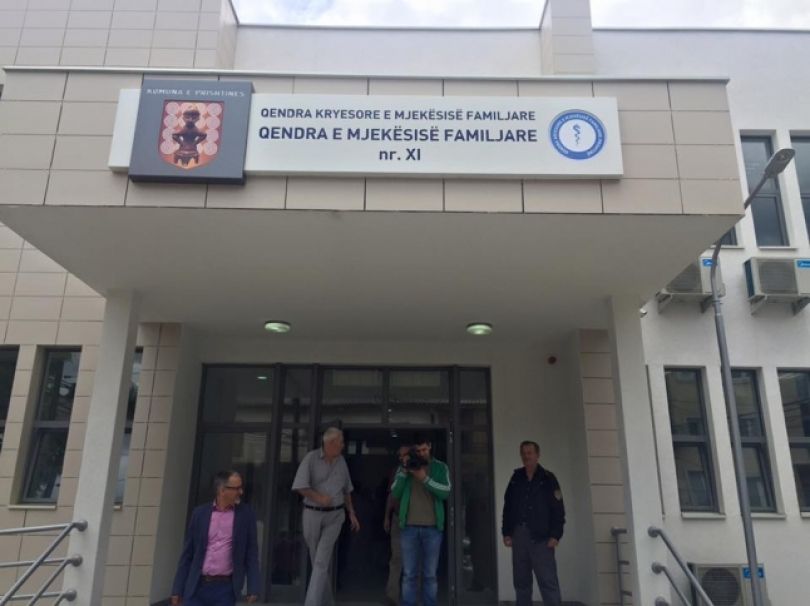 KOMUNA E PRISHTINËS
QENDRA KRYESORE E MJEKËSISË FAMILJARE
QENDRA E MJEKËSISË FAMILJARE
nr. XI